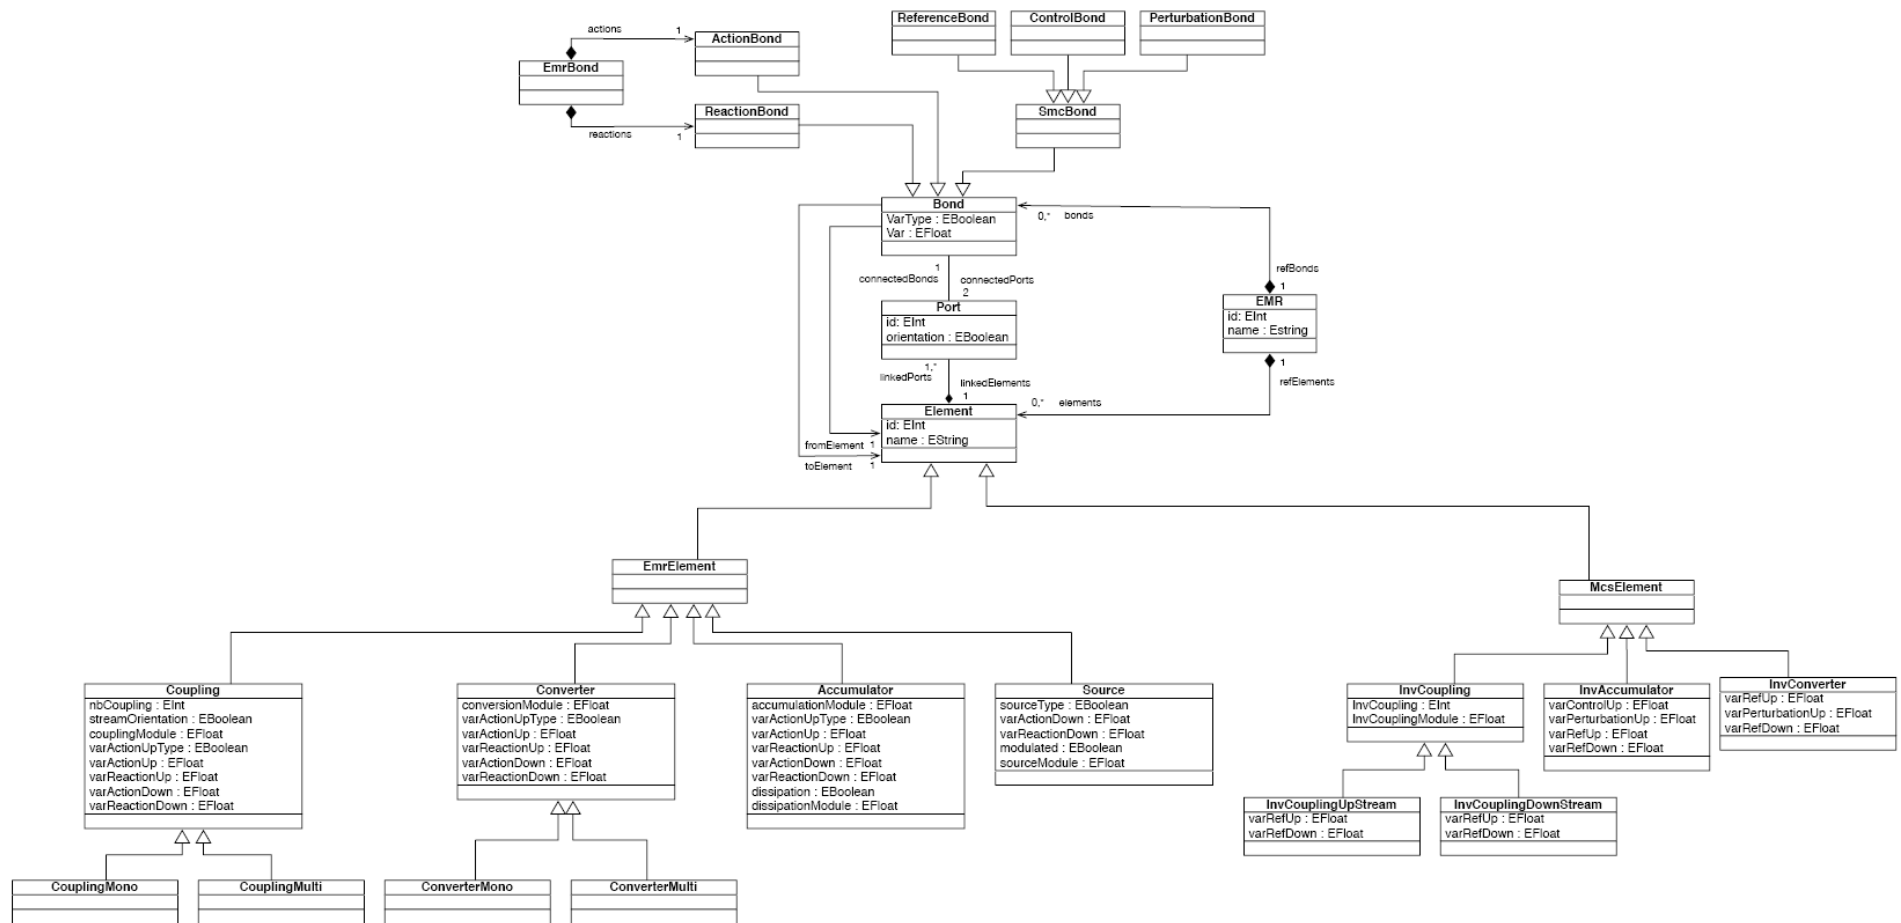 ReferenceBond
ControlBond
PerturbationBond
actions
1
ActionBond
EmrBond
ReactionBond
reactions
1
SmcBond
Bond
VarType : EBoolean
Var : EFloat
0,* bonds
1
connectedBonds
connectedPorts
2
refBonds
1
Port
id: EInt
orientation : EBoolean
EMR
id: EInt
name : Estring
1,*
linkedPorts
linkedElements
1
1
refElements
0,* elements
Element
id: EInt
name : EString
fromElement 1
toElement 1
EmrElement
McsElement
Coupling
nbCoupling : EInt
streamOrientation : EBoolean
couplingModule : EFloat
varActionUpType : EBoolean
varActionUp : EFloat
varReactionUp : EFloat
varActionDown : EFloat
varReactionDown : EFloat
Converter
conversionModule : EFloat
varActionUpType : EBoolean
varActionUp : EFloat
varReactionUp : EFloat
varActionDown : EFloat
varReactionDown : EFloat
Accumulator
accumulationModule : EFloat
varActionUpType : EBoolean
varActionUp : EFloat
varReactionUp : EFloat
varActionDown : EFloat
varReactionDown : EFloat
dissipation : EBoolean
dissipationModule : EFloat
Source
sourceType : EBoolean
varActionDown : EFloat
varReactionDown : EFloat
modulated : EBoolean
sourceModule : EFloat
InvCoupling
InvCoupling : EInt
InvCouplingModule : EFloat
InvAccumulator
varControlUp : EFloat
varPerturbationUp : EFloat
varRefUp : EFloat
varRefDown : EFloat
InvConverter
varRefUp : EFloat
varPerturbationUp : EFloat
varRefDown : EFloat
InvCouplingUpStream
varRefUp : EFloat
varRefDown : EFloat
InvCouplingDownStream
varRefUp : EFloat
varRefDown : EFloat
CouplingMono
CouplingMulti
ConverterMono
ConverterMulti